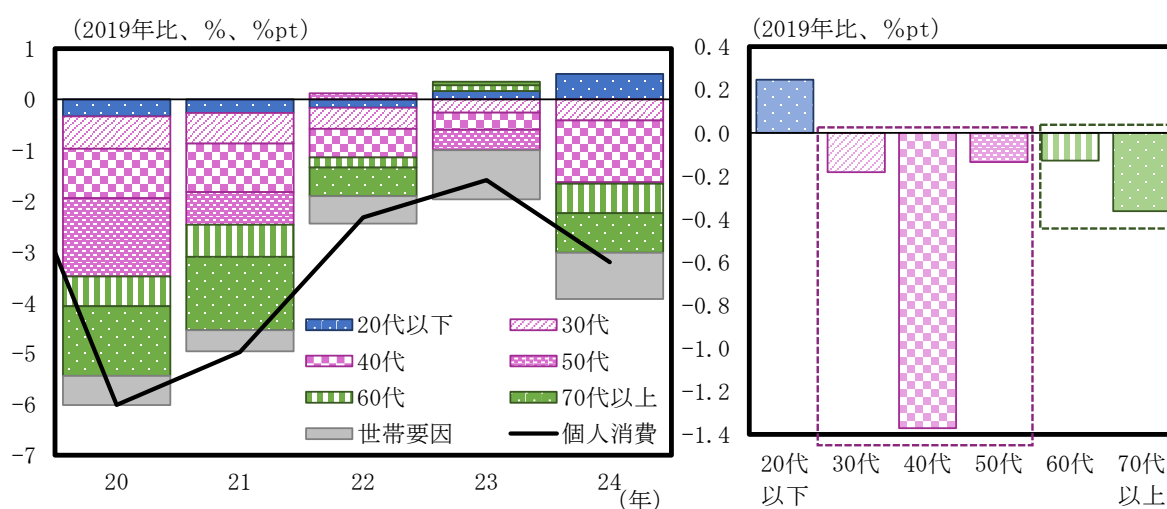 (2019年比、%、%pt)
1
0
-1
-2
-3
-4
-5
-6
-7
20代以下
30代
40代
50代
60代
70代以上
世帯要因
個人消費
20
21
22
23
24
(年)
(2019年比、%pt)
0.4
0.2
0.0
-0.2
-0.4
-0.6
-0.8
-1.0
-1.2
-1.4
20代
以下
30代
40代
50代
60代
70代
以上